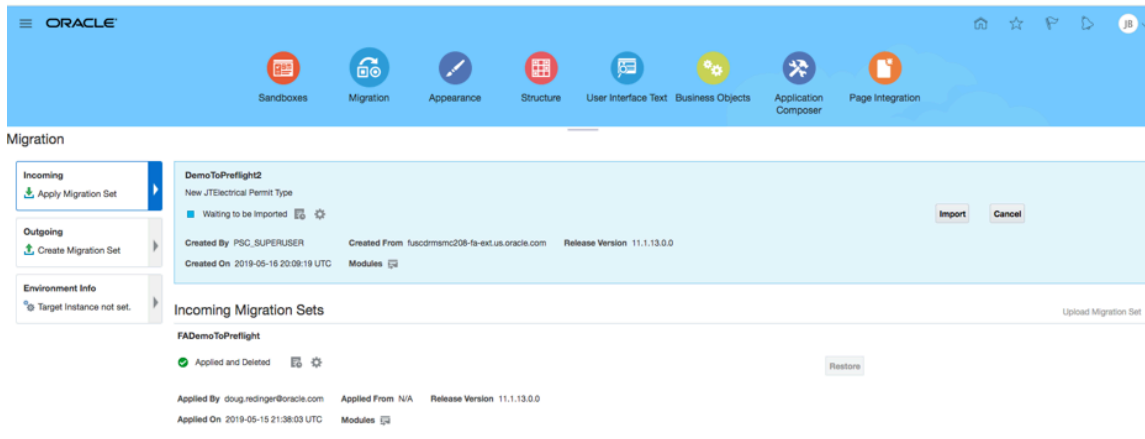 ORACLE
JB
Sandboxes
Migration
Appearance
Structure
User Interface Text
Business Objects
Application
Composer
Page Integration
Migration
Incoming
Apply Migration Set
Outgoing
Create Migration Set
Environment Info
Target Instance not set.
DemoToPreflight2
New JTElectrical Permit Type
Waiting to be Imported
Import
Cancel
Created By PSC_SUPERUSER Created From fuscdrmsmc208-fa-ext.us.oracle.com Release Version 11.1.13.0.0
Created On 2019-05-16 20:09:19 UTC Modules
Incoming Migration Sets
Upload Migration Set
FADemoToPreflight
Applied and Deleted
Restore
Applied By doug.redinger@oracle.com Applied From N/A Release Version 11.1.13.0.0
Applied On 2019-05-15 21:38:03 UTC Modules